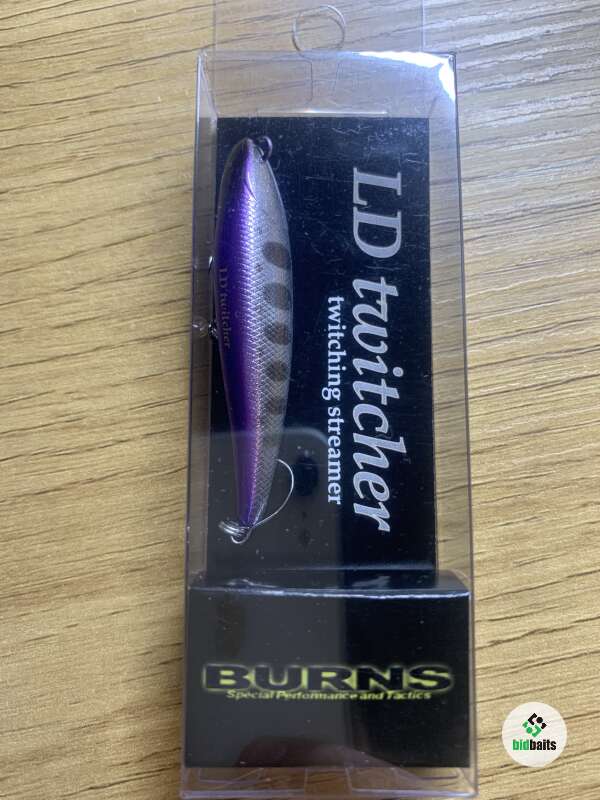 LD twitcher
twitching streamer
LD twitcher
BURNS
Special Performance and Tactics
bidbaits